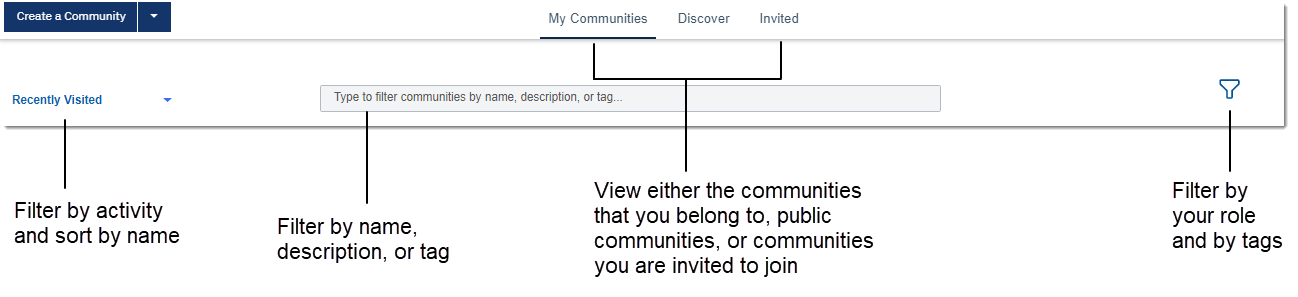 Create a Community
My Communities Discover Invited
Recently Visited
Type to filter communities by name, description, or tag...
Filter by activity
and sort by name
Filter by name,
description, or tag
View either the communities
that you belong to, public
communities, or communities
you are invited to join
Filter by
your role
and by tags